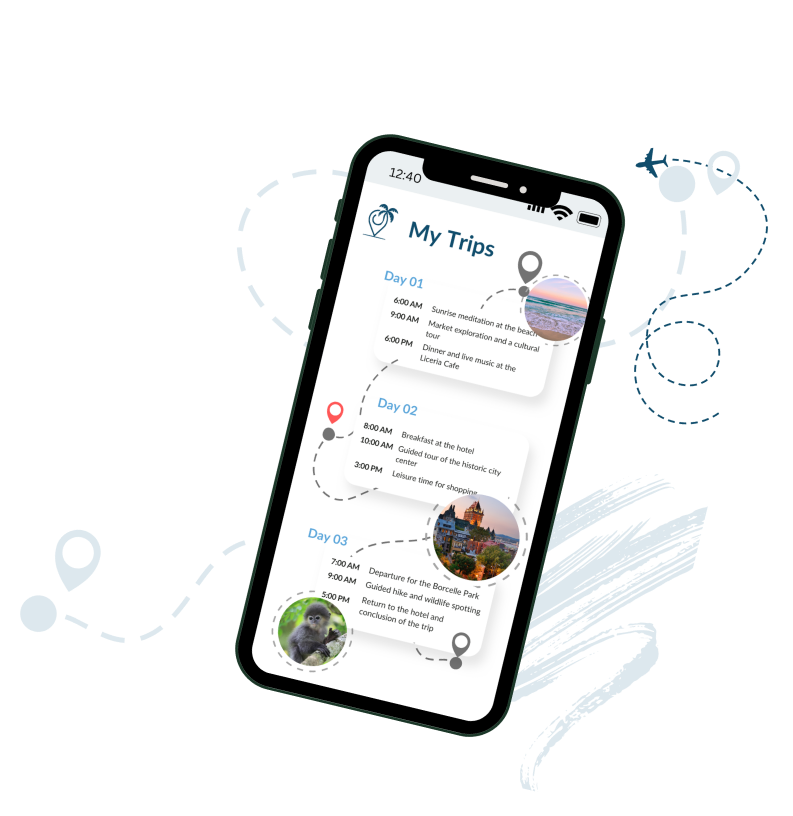 12:40
My Trips
Day 01
6:00 AM Sunrise meditation at the beach
9:00 AM Market exploration and a cultural
tour
6:00 PM Dinner and live music at the
Liceria Cafe
Day 02
8:00 AM Breakfast at the hotel
10:00 AM Guided tour of the historic city
center
3:00 PM Leisure time for shopping
Day 03
7:00 AM Departure for the Borcelle Park
9:00 AM Guided hike and wildlife spotting
5:00 PM Return to the hotel and
conclusion of the trip